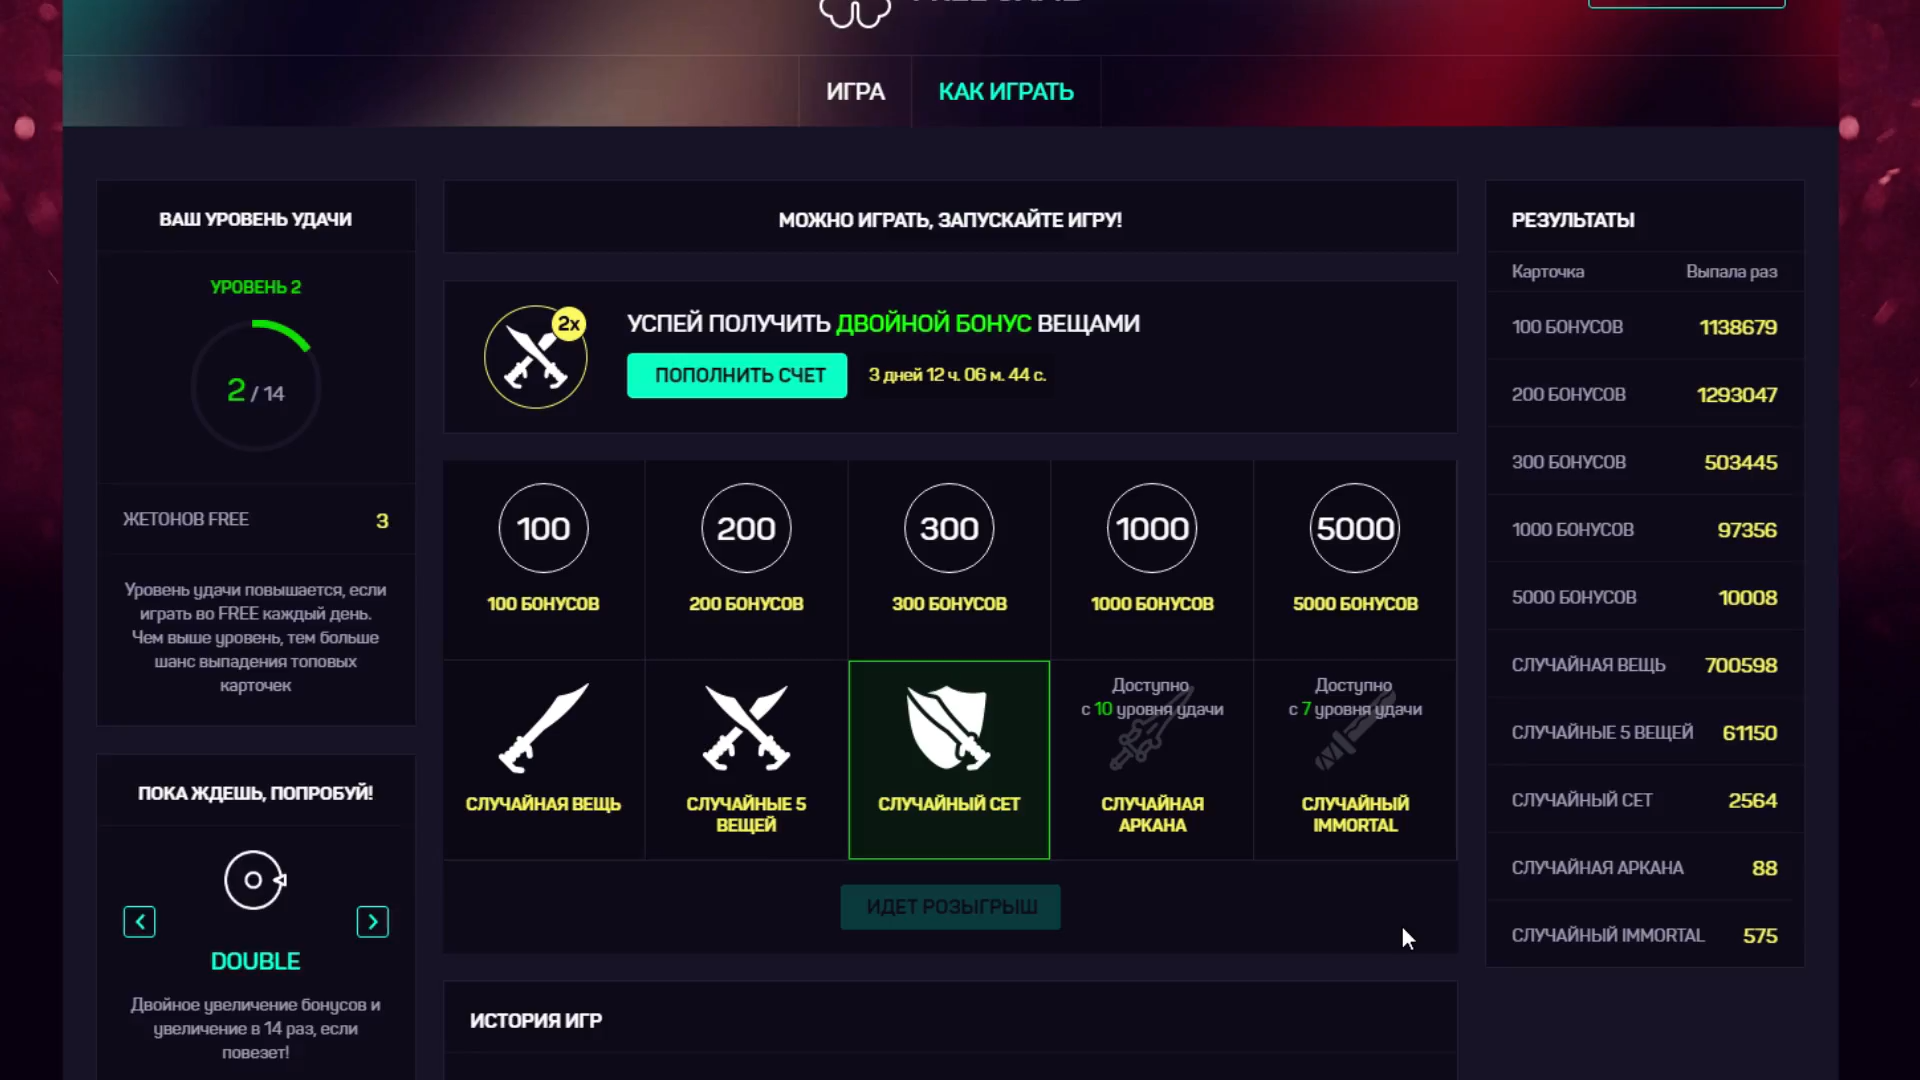 ИГРА
КАК ИГРАТЬ
ВАШ УРОВЕНЬ УДАЧИ
УРОВЕНЬ 2
2 / 14
ЖЕТОНОВ FREE
3
Уровень удачи повышается, если
играть во FREE каждый день.
Чем выше уровень, тем больше
шанс выпадения топовых
карточек
ПОКА ЖДЕШЬ, ПОПРОБУЙ!
DOUBLE
Двойное увеличение бонусов и
увеличение в 14 раз, если
повезет!
МОЖНО ИГРАТЬ, ЗАПУСКАЙТЕ ИГРУ!
2x
УСПЕЙ ПОЛУЧИТЬ ДВОЙНОЙ БОНУС ВЕЩАМИ
ПОПОЛНИТЬ СЧЕТ
3 дней 12 ч. 06 м. 44 с.
100
200
300
1000
5000
100 БОНУСОВ
200 БОНУСОВ
300 БОНУСОВ
1000 БОНУСОВ
5000 БОНУСОВ
СЛУЧАЙНАЯ ВЕЩЬ
СЛУЧАЙНЫЕ 5
ВЕЩЕЙ
СЛУЧАЙНЫЙ СЕТ
Доступно
с 10 уровня удачи
СЛУЧАЙНАЯ
АРКАНА
Доступно
с 7 уровня удачи
СЛУЧАЙНЫЙ
IMMORTAL
ИДЕТ РОЗЫГРЫШ
ИСТОРИЯ ИГР
РЕЗУЛЬТАТЫ
Карточка Выпала раз
100 БОНУСОВ 1138679
200 БОНУСОВ 1293047
300 БОНУСОВ 503445
1000 БОНУСОВ 97356
5000 БОНУСОВ 10008
СЛУЧАЙНАЯ ВЕЩЬ 700598
СЛУЧАЙНЫЕ 5 ВЕЩЕЙ 61150
СЛУЧАЙНЫЙ СЕТ 2564
СЛУЧАЙНАЯ АРКАНА 88
СЛУЧАЙНЫЙ IMMORTAL 575